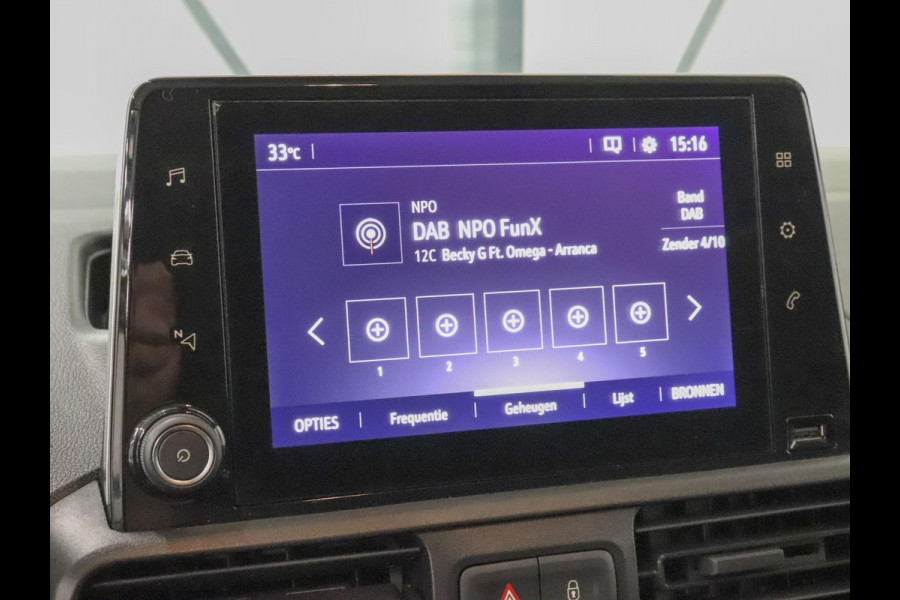 33°C
15:16
NPO
DAB NPO FunX
12C Becky G Ft. Omega - Arranca
Band
DAB
Zender 4/10
1 2 3 4 5
OPTIES Frequentie Geheugen Lijst BRONNEN
N